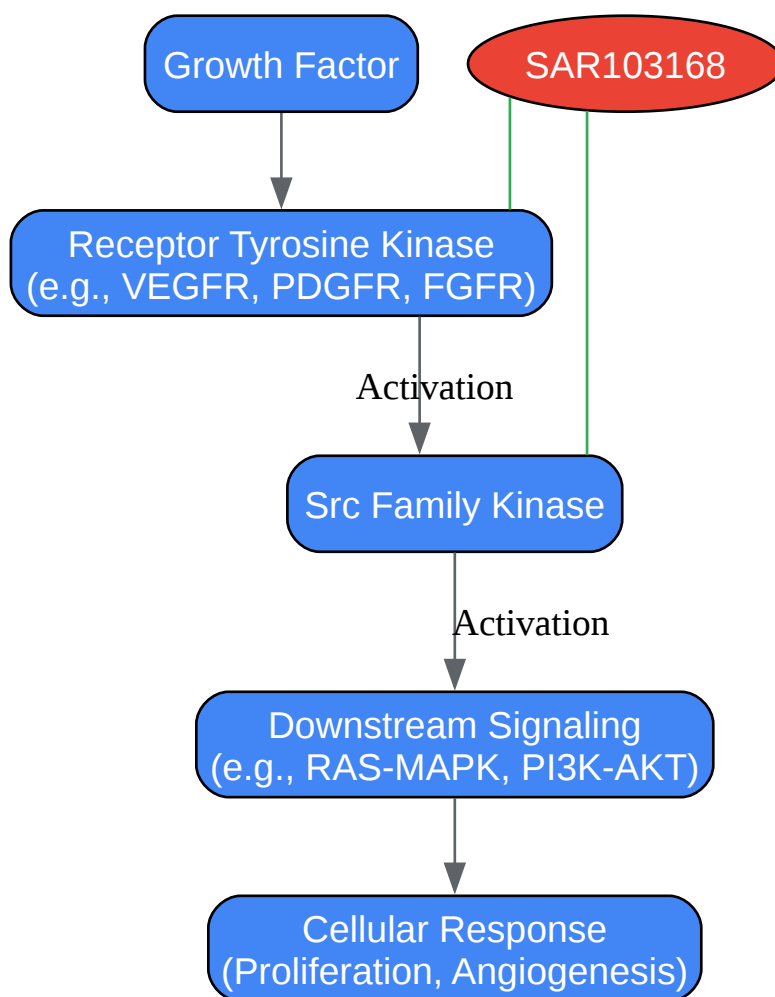 Growth Factor
SAR103168
Receptor Tyrosine Kinase
(e.g., VEGFR, PDGFR, FGFR)
Activation
Src Family Kinase
Activation
Downstream Signaling
(e.g., RAS-MAPK, PI3K-AKT)
Cellular Response
(Proliferation, Angiogenesis)